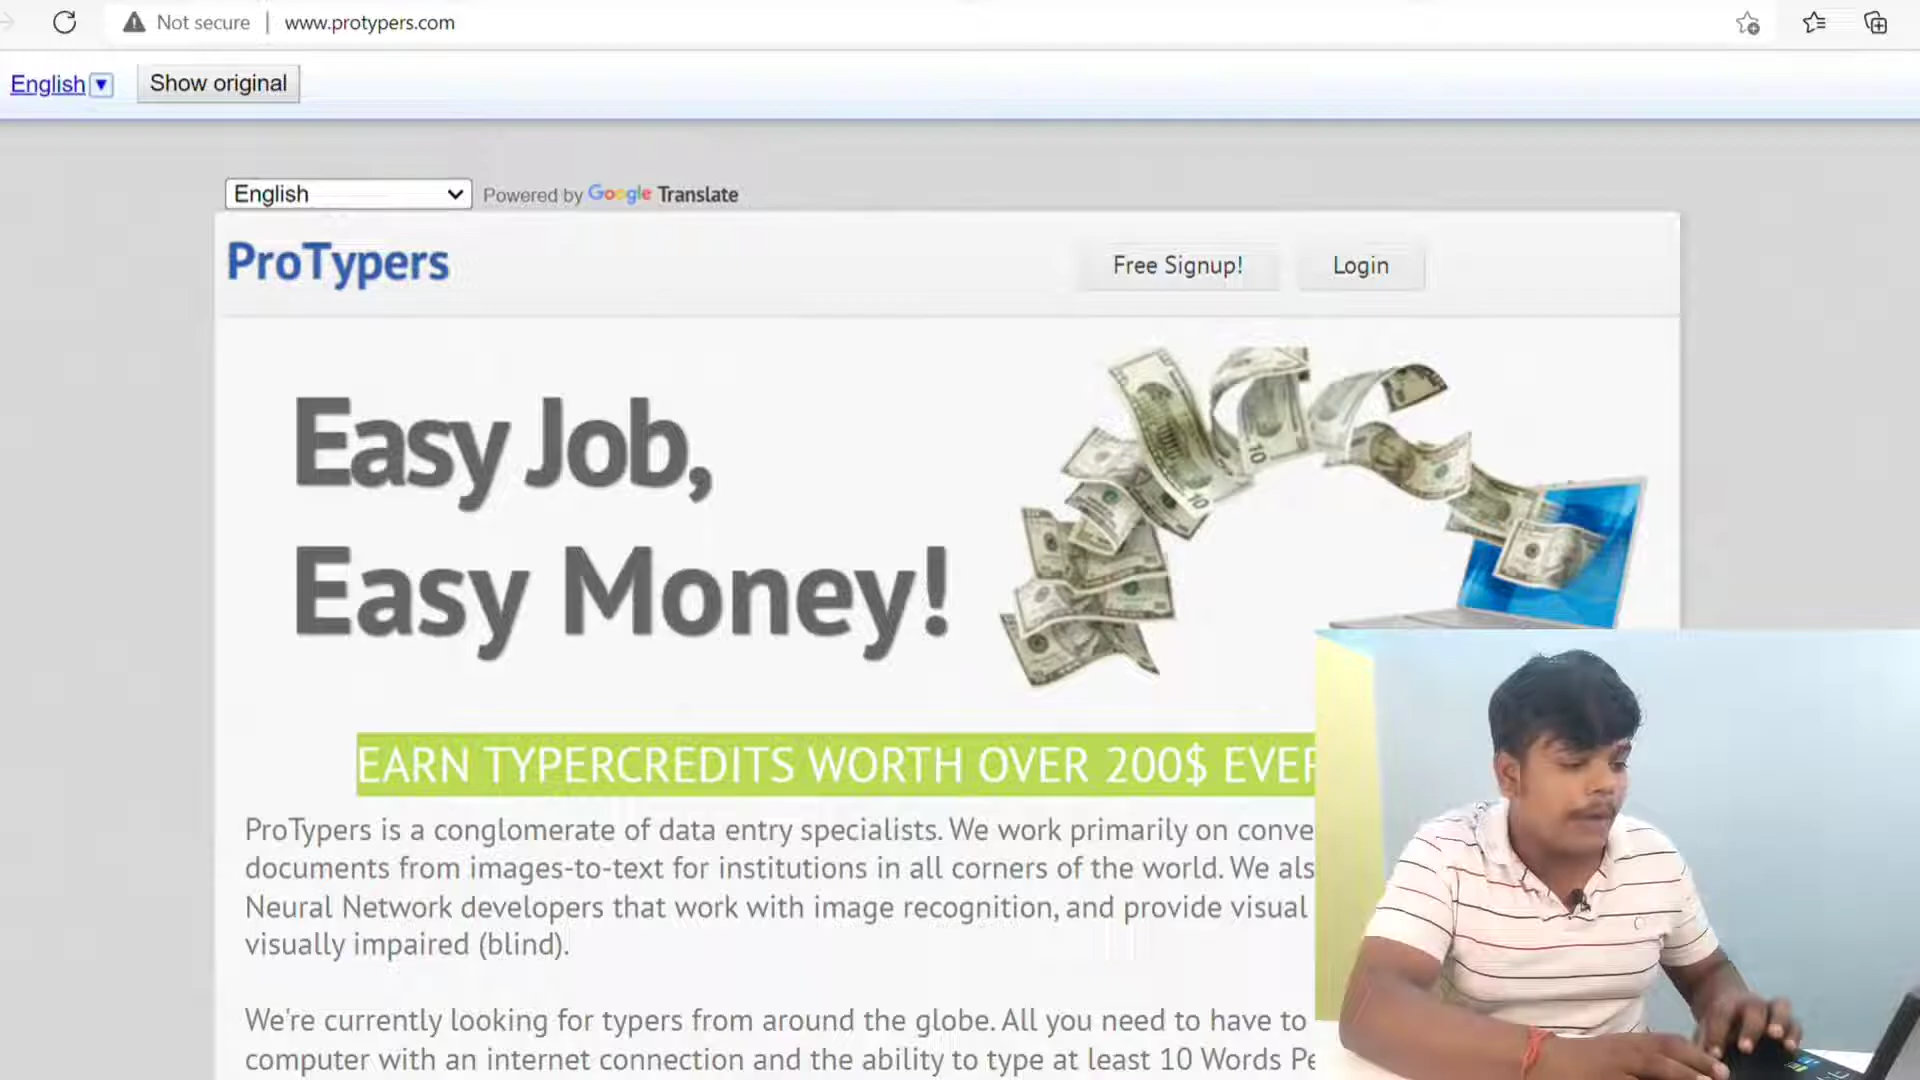 Not secure | www.protypers.com
English ▼ Show original
English Powered by Google Translate
ProTypers Free Signup! Login
Easy Job,
Easy Money!
EARN TYPERCREDITS WORTH OVER 200$
ProTypers is a conglomerate of data entry specialists. We work primarily on
documents from images-to-text for institutions in all corners of the world. We
Neural Network developers that work with image recognition, and provide visual
visually impaired (blind).
We're currently looking for typers from around the globe. All you need to have to
computer with an internet connection and the ability to type at least 10 Words